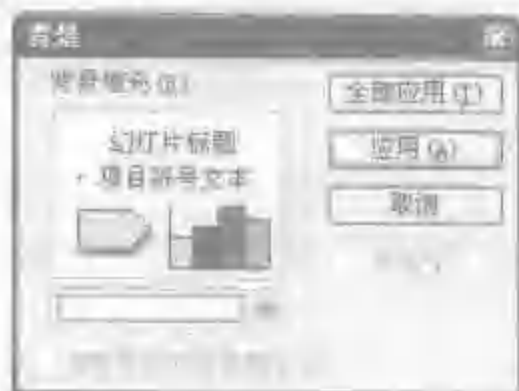 背景
背景填充(B)
全部应用(T)
幻灯片标题
应用(A)
• 项目符号文本
取消